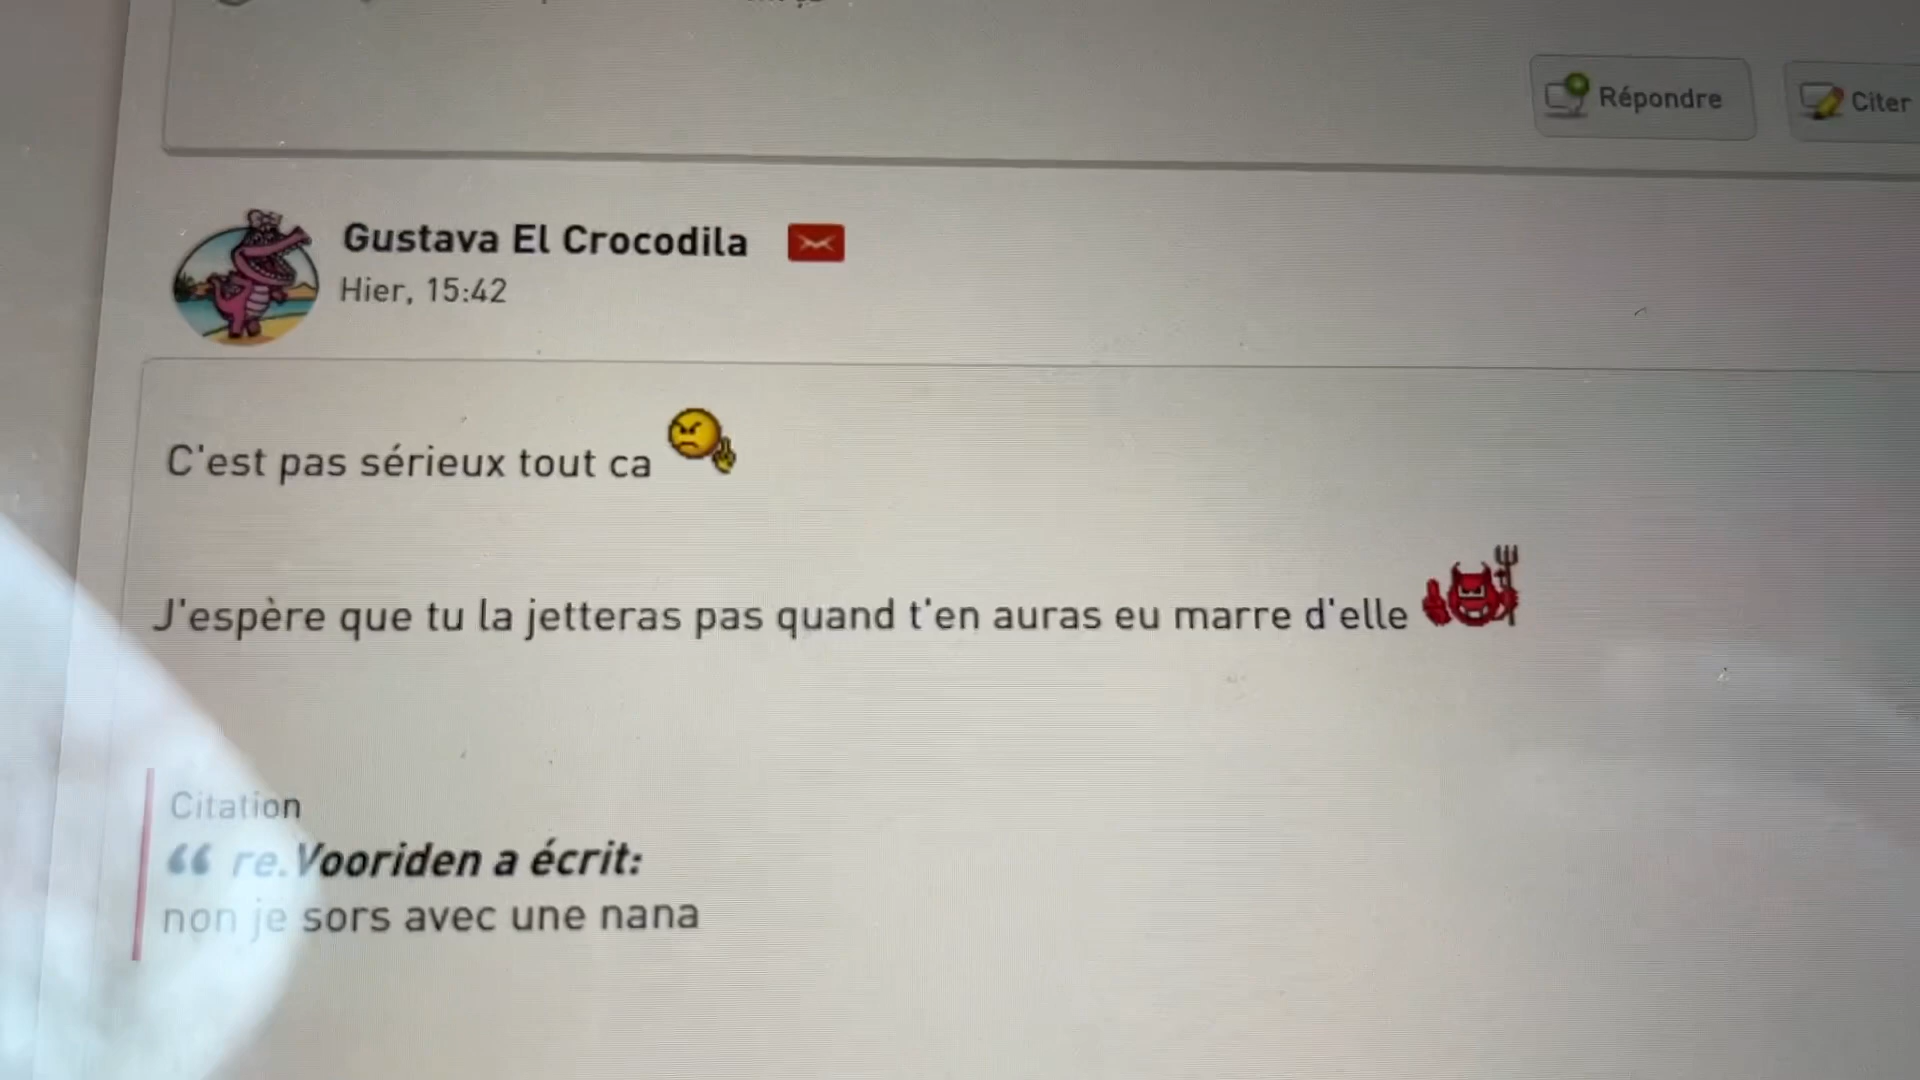 Répondre
Citer
Gustava El Crocodila
Hier, 15:42
C'est pas sérieux tout ca
J'espère que tu la jetteras pas quand t'en auras eu marre d'elle
Citation
“ re.Vooriden a écrit:
non je sors avec une nana